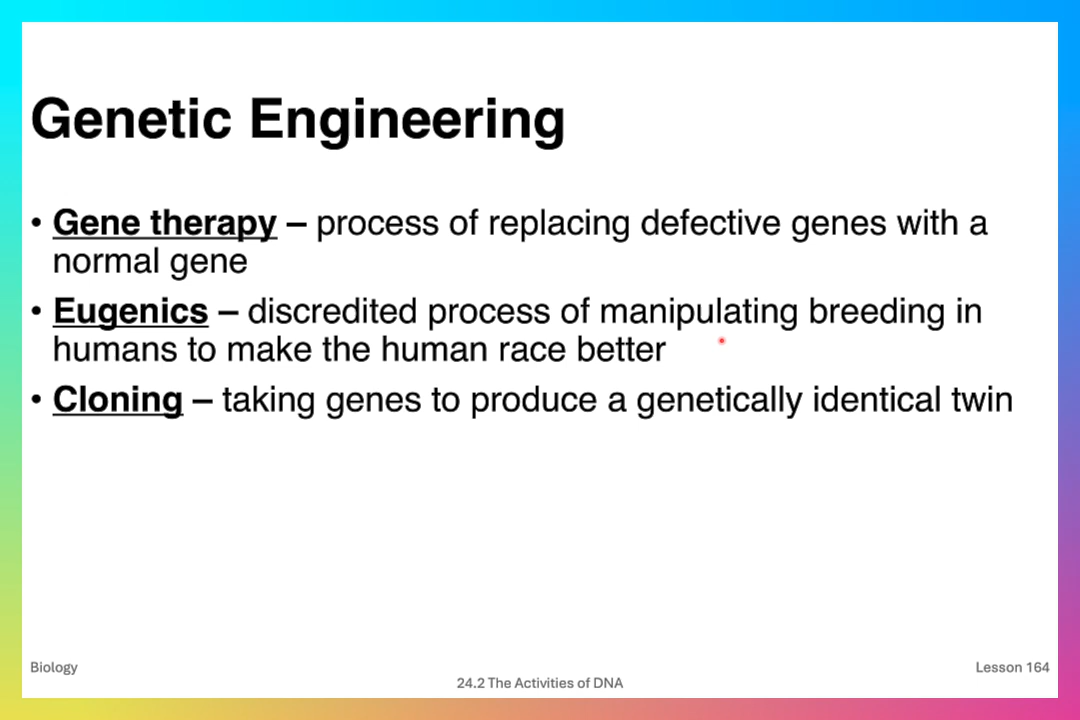 Genetic Engineering
• Gene therapy – process of replacing defective genes with a
normal gene
• Eugenics – discredited process of manipulating breeding in
humans to make the human race better
• Cloning – taking genes to produce a genetically identical twin
Biology
24.2 The Activities of DNA
Lesson 164